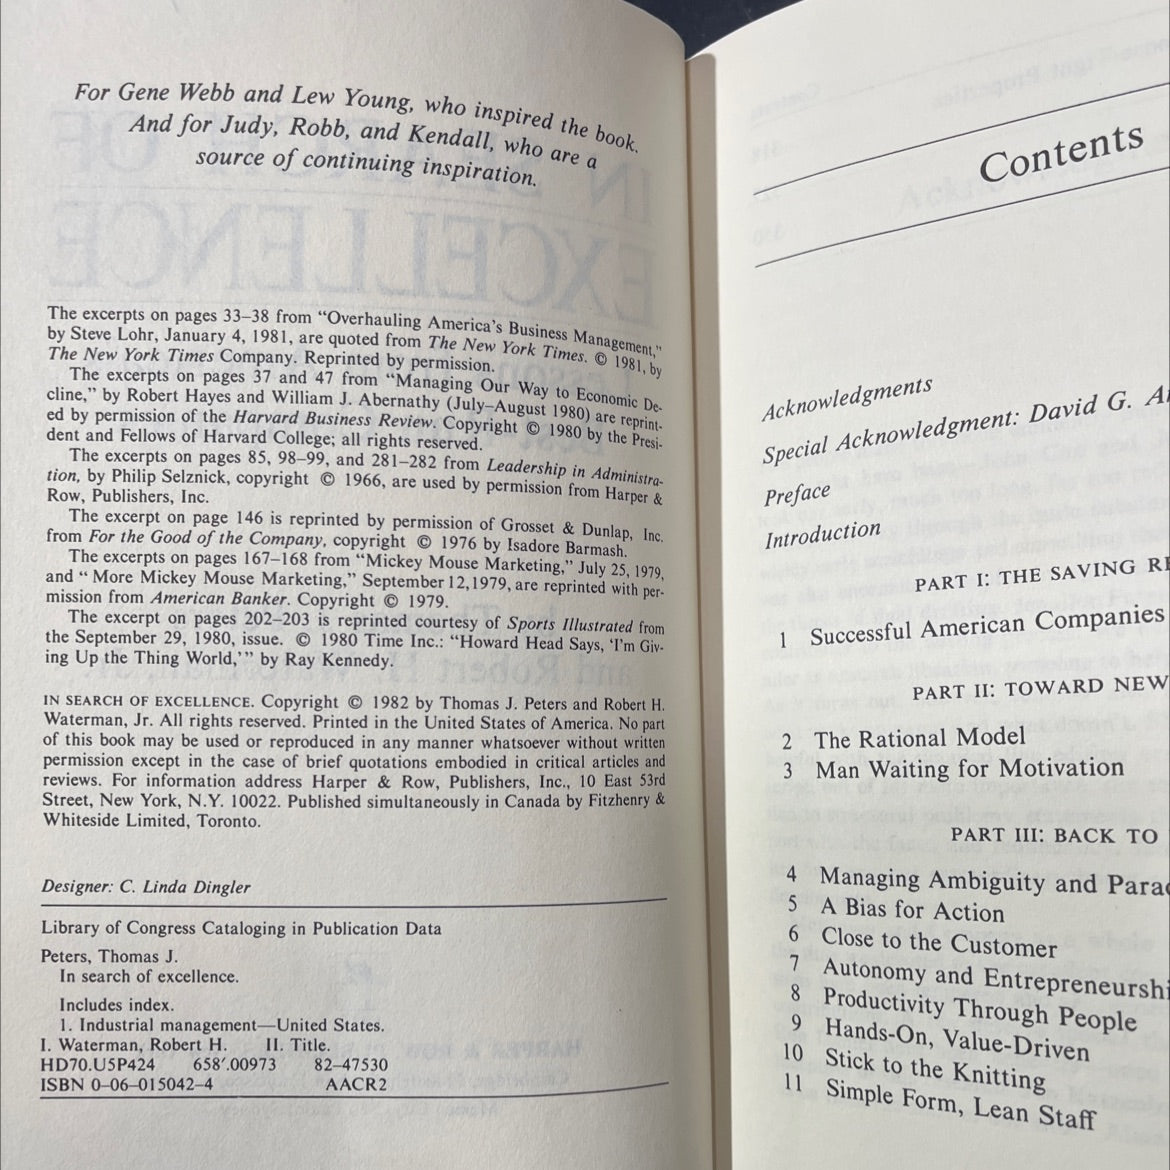 For Gene Webb and Lew Young, who inspired the book.
And for Judy, Robb, and Kendall, who are a
source of continuing inspiration.
The excerpts on pages 33–38 from “Overhauling America’s Business Management,”
by Steve Lohr, January 4, 1981, are quoted from The New York Times. © 1981, by
The New York Times Company. Reprinted by permission.
The excerpts on pages 37 and 47 from “Managing Our Way to Economic De-
cline,” by Robert Hayes and William J. Abernathy (July–August 1980) are reprint-
ed by permission of the Harvard Business Review. Copyright © 1980 by the Presi-
dent and Fellows of Harvard College; all rights reserved.
The excerpts on pages 85, 98–99, and 281–282 from Leadership in Administra-
tion, by Philip Selznick, copyright © 1966, are used by permission from Harper &
Row, Publishers, Inc.
The excerpt on page 146 is reprinted by permission of Grosset & Dunlap, Inc.
from For the Good of the Company, copyright © 1976 by Isadore Barmash.
The excerpts on pages 167–168 from “Mickey Mouse Marketing,” July 25, 1979,
and “ More Mickey Mouse Marketing,” September 12, 1979, are reprinted with per-
mission from American Banker. Copyright © 1979.
The excerpt on pages 202–203 is reprinted courtesy of Sports Illustrated from
the September 29, 1980, issue. © 1980 Time Inc.: “Howard Head Says, ‘I’m Giv-
ing Up the Thing World,’” by Ray Kennedy.
IN SEARCH OF EXCELLENCE. Copyright © 1982 by Thomas J. Peters and Robert H.
Waterman, Jr. All rights reserved. Printed in the United States of America. No part
of this book may be used or reproduced in any manner whatsoever without written
permission except in the case of brief quotations embodied in critical articles and
reviews. For information address Harper & Row, Publishers, Inc., 10 East 53rd
Street, New York, N.Y. 10022. Published simultaneously in Canada by Fitzhenry &
Whiteside Limited, Toronto.
Designer: C. Linda Dingler
Library of Congress Cataloging in Publication Data
Peters, Thomas J.
In search of excellence.
Includes index.
1. Industrial management—United States.
I. Waterman, Robert H. II. Title.
HD70.U5P424 658′.00973 82–47530
ISBN 0–06–015042–4 AACR2
Contents
Acknowledgments
Special Acknowledgment: David G.
Preface
Introduction
PART I: THE SAVING
1 Successful American Companies
PART II: TOWARD NEW
2 The Rational Model
3 Man Waiting for Motivation
PART III: BACK TO
4 Managing Ambiguity and
5 A Bias for Action
6 Close to the Customer
7 Autonomy and
8 Productivity Through People
9 Hands-On, Value-Driven
10 Stick to the Knitting
11 Simple Form, Lean Staff